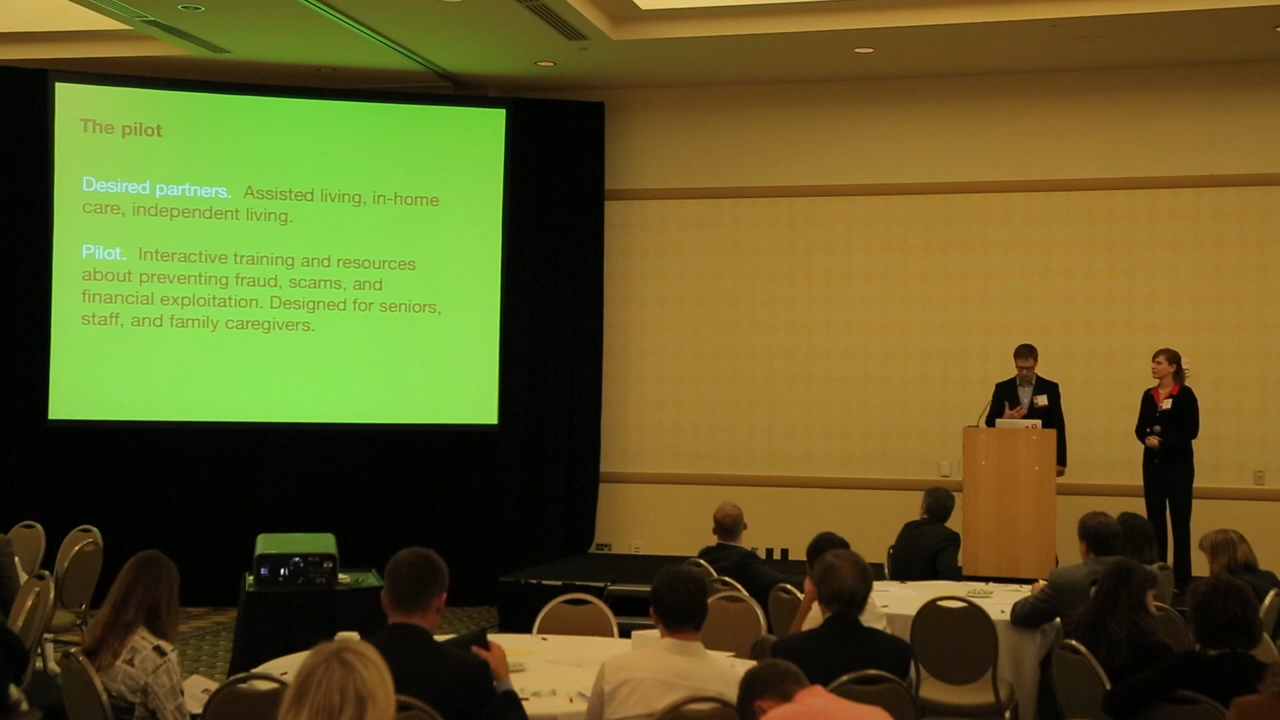 The pilot
Desired partners. Assisted living, in-home
care, independent living.
Pilot. Interactive training and resources
about preventing fraud, scams, and
financial exploitation. Designed for seniors,
staff, and family caregivers.